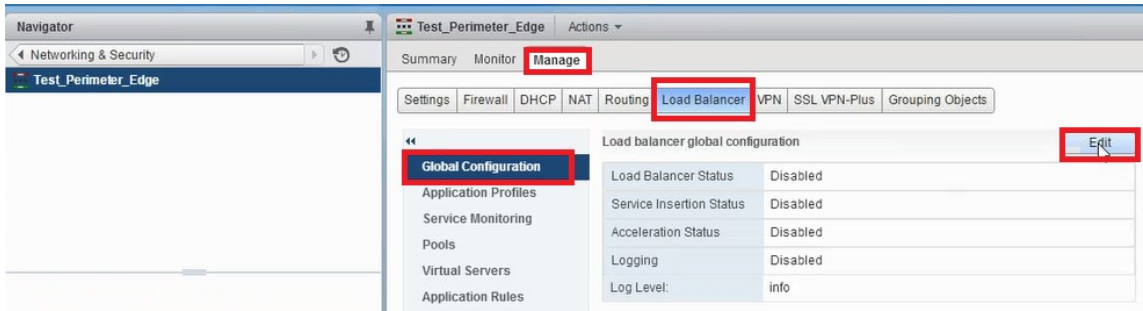 Navigator
Networking & Security
Test_Perimeter_Edge
Test_Perimeter_Edge Actions
Summary Monitor Manage
Settings Firewall DHCP NAT Routing Load Balancer VPN SSL VPN-Plus Grouping Objects
Global Configuration
Application Profiles
Service Monitoring
Pools
Virtual Servers
Application Rules
Load balancer global configuration Edit
Load Balancer Status Disabled
Service Insertion Status Disabled
Acceleration Status Disabled
Logging Disabled
Log Level: info